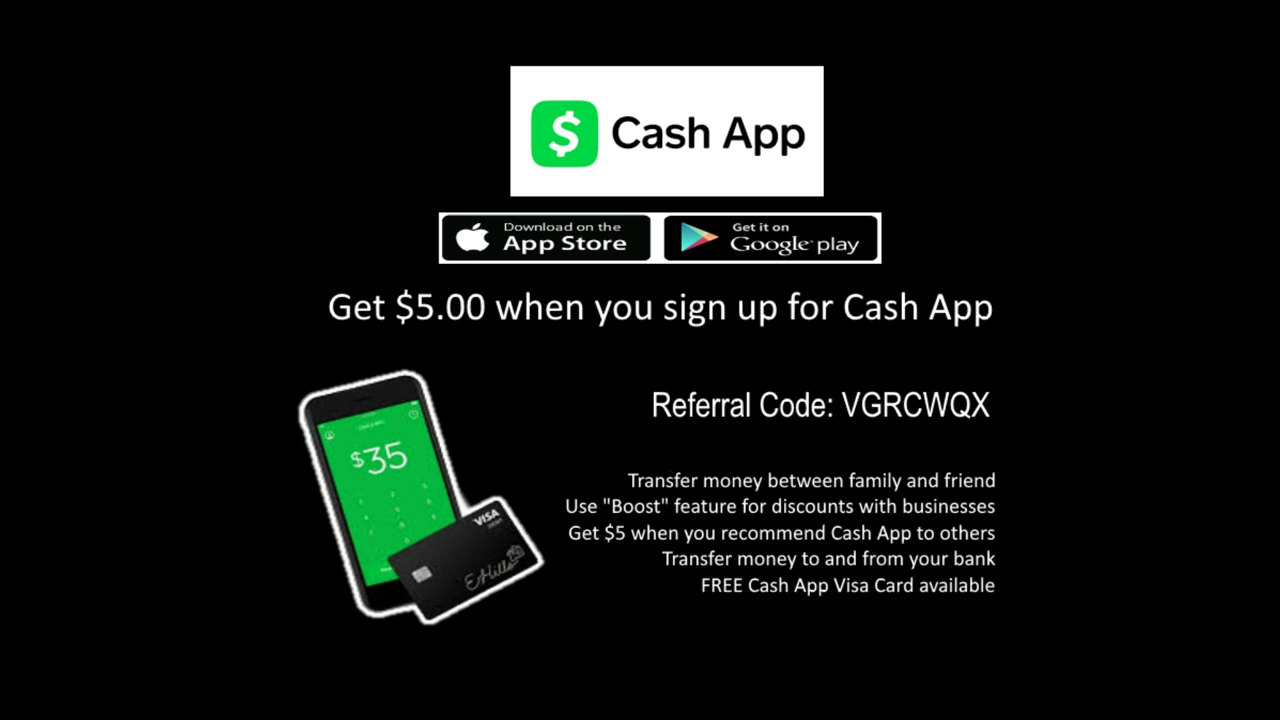 $ Cash App
Download on the
App Store
Get it on
Google play
Get $5.00 when you sign up for Cash App
Referral Code: VGRCWQX
$35
VISA
DEBIT
Transfer money between family and friend
Use "Boost" feature for discounts with businesses
Get $5 when you recommend Cash App to others
Transfer money to and from your bank
FREE Cash App Visa Card available